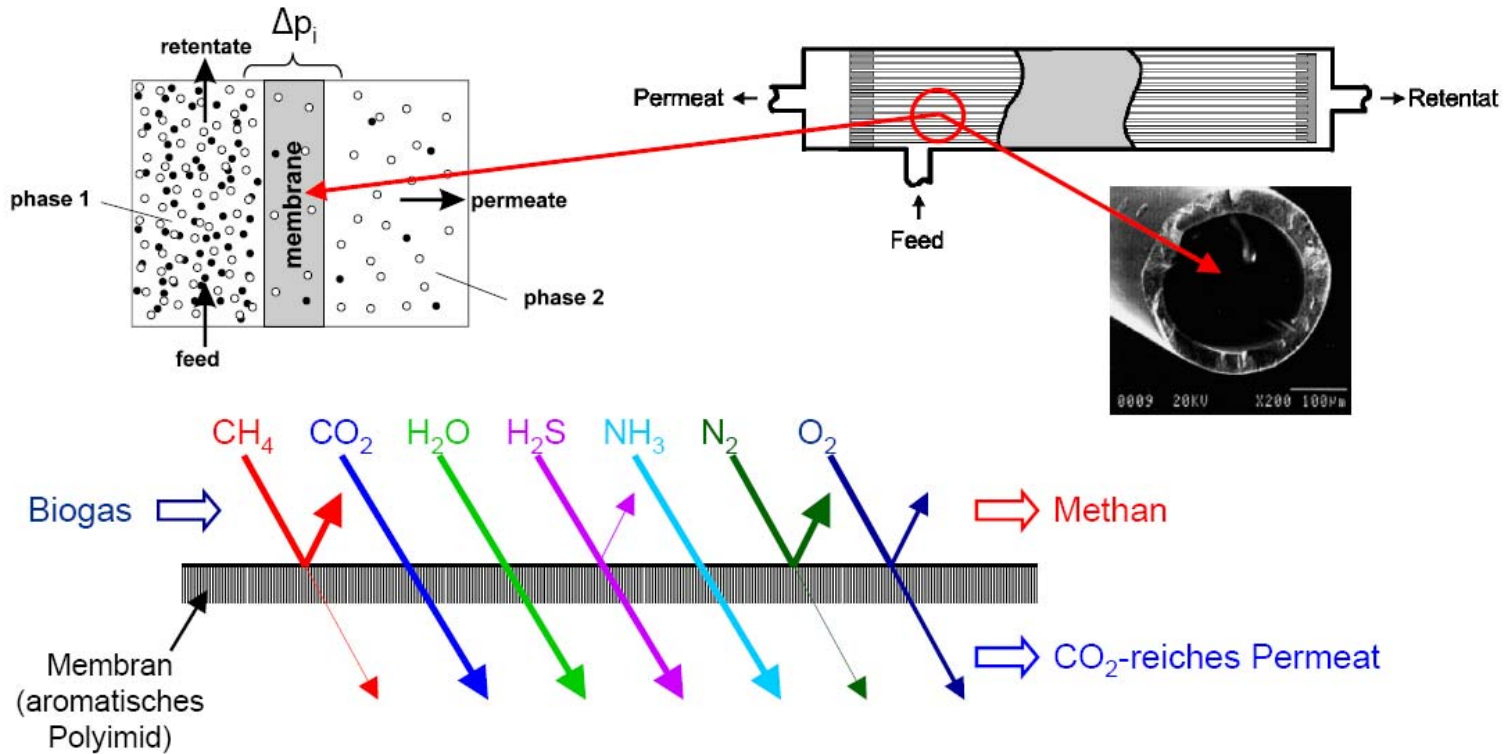 Δpᵢ
retentate
phase 1
membrane
permeate
phase 2
feed
Permeat
Retentat
Feed
0009 20KV X200 100µm
CH₄ CO₂ H₂O H₂S NH₃ N₂ O₂
Biogas
Methan
Membran
(aromatisches
Polyimid)
CO₂-reiches Permeat